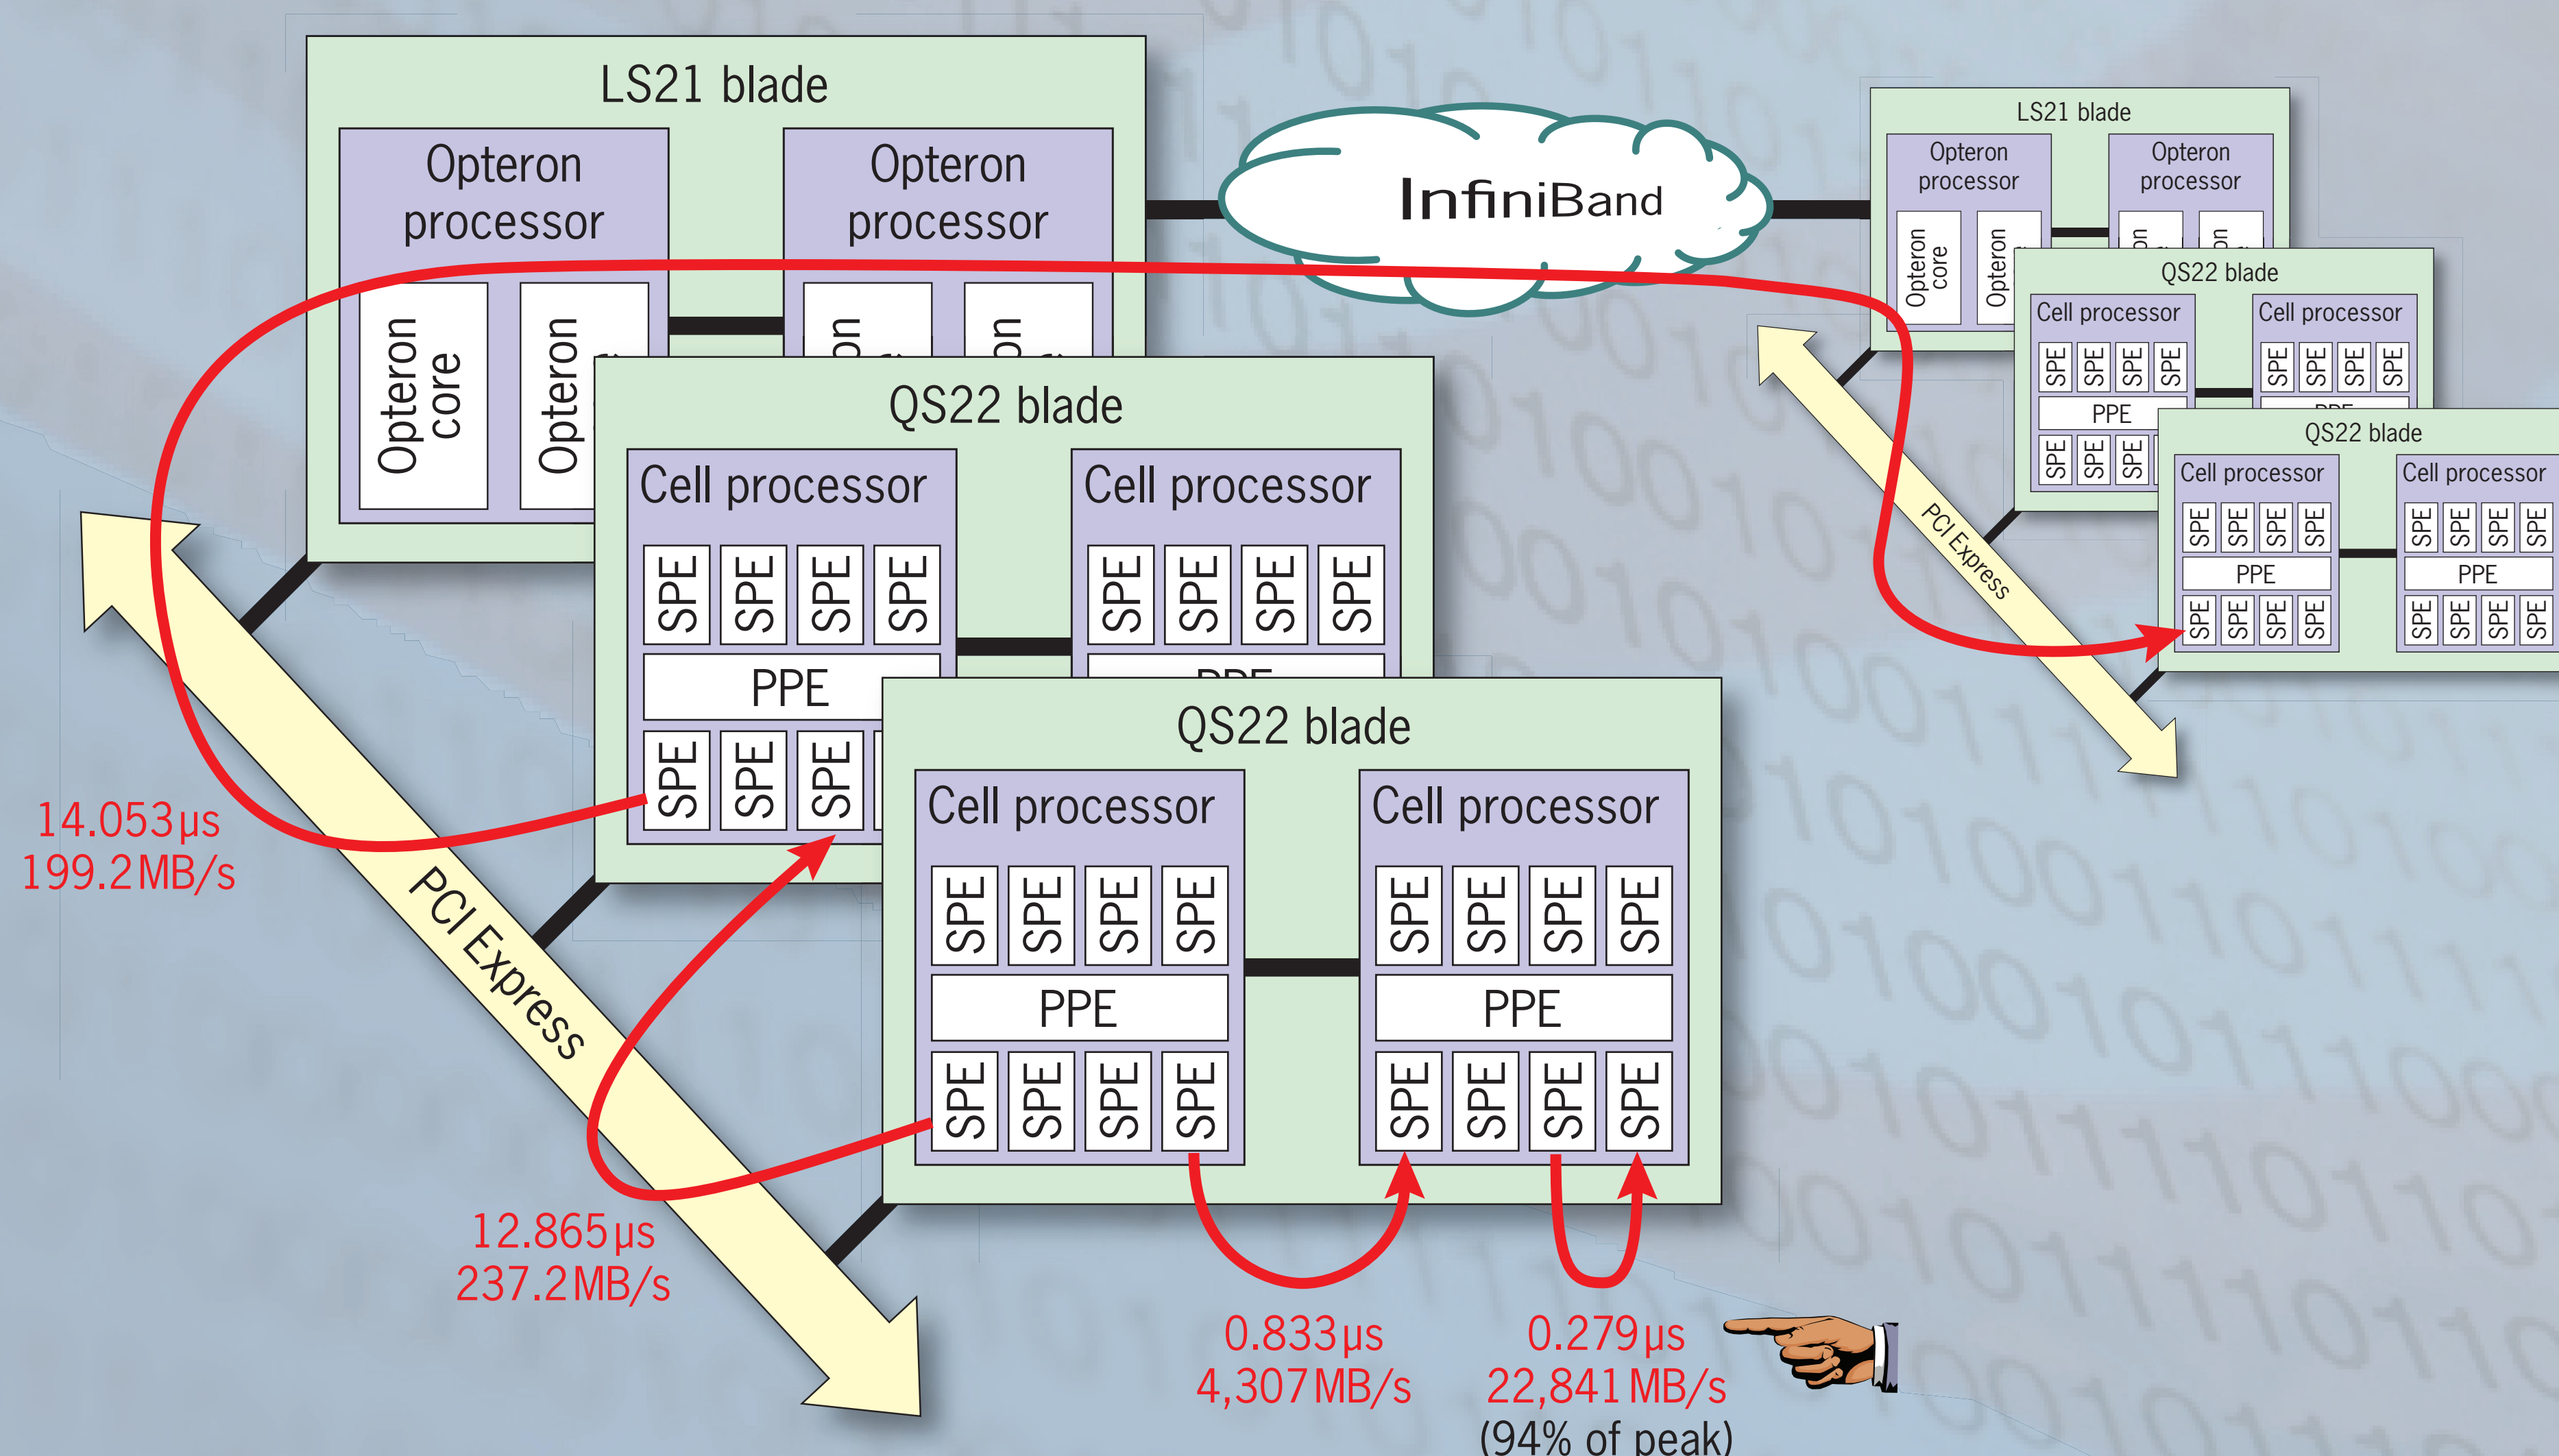 LS21 blade
Opteron
processor
Opteron
core
Opteron
Opteron
processor
on
on
InfiniBand
QS22 blade
Cell processor
SPE SPE SPE SPE
PPE
SPE SPE SPE
Cell processor
SPE SPE SPE SPE
QS22 blade
Cell processor
SPE SPE SPE SPE
PPE
SPE SPE SPE SPE
Cell processor
SPE SPE SPE SPE
PPE
SPE SPE SPE SPE
PCI Express
14.053µs
199.2MB/s
12.865µs
237.2MB/s
0.833µs
4,307MB/s
0.279µs
22,841MB/s
(94% of peak)
LS21 blade
Opteron
processor
Opteron
core
Opteron
Opteron
processor
on
on
QS22 blade
Cell processor
SPE SPE SPE SPE
PPE
SPE SPE SPE
Cell processor
SPE SPE SPE SPE
QS22 blade
Cell processor
SPE SPE SPE SPE
PPE
SPE SPE SPE SPE
Cell processor
SPE SPE SPE SPE
PPE
SPE SPE SPE SPE
PCI Express